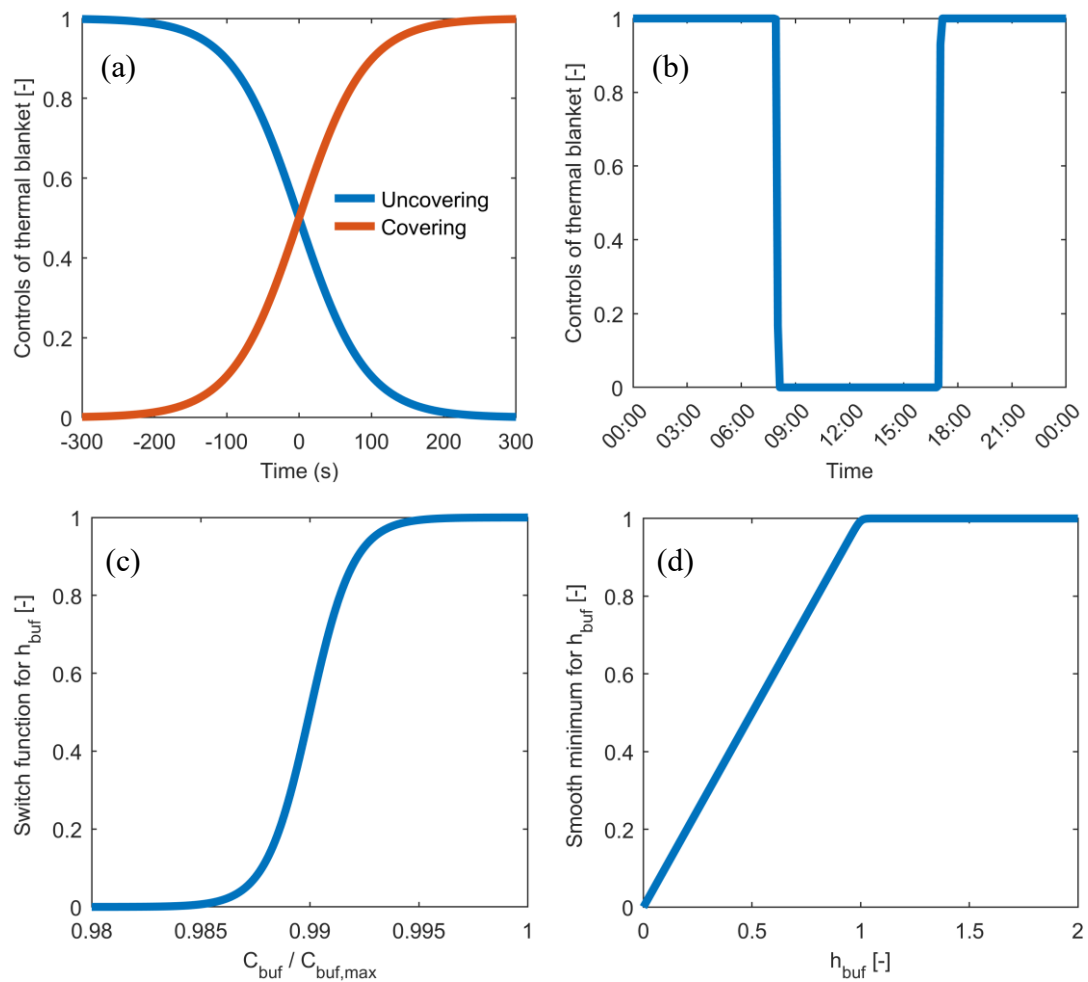 (a)
Controls of thermal blanket [-]
1
0.8
0.6
0.4
0.2
0
Uncovering
Covering
-300 -200 -100 0 100 200 300
Time (s)
(b)
Controls of thermal blanket [-]
1
0.8
0.6
0.4
0.2
0
00:00 03:00 06:00 09:00 12:00 15:00 18:00 21:00 00:00
Time
(c)
Switch function for h_buf [-]
1
0.8
0.6
0.4
0.2
0
0.98 0.985 0.99 0.995 1
C_buf / C_buf,max
(d)
Smooth minimum for h_buf [-]
1
0.8
0.6
0.4
0.2
0
0 0.5 1 1.5 2
h_buf [-]